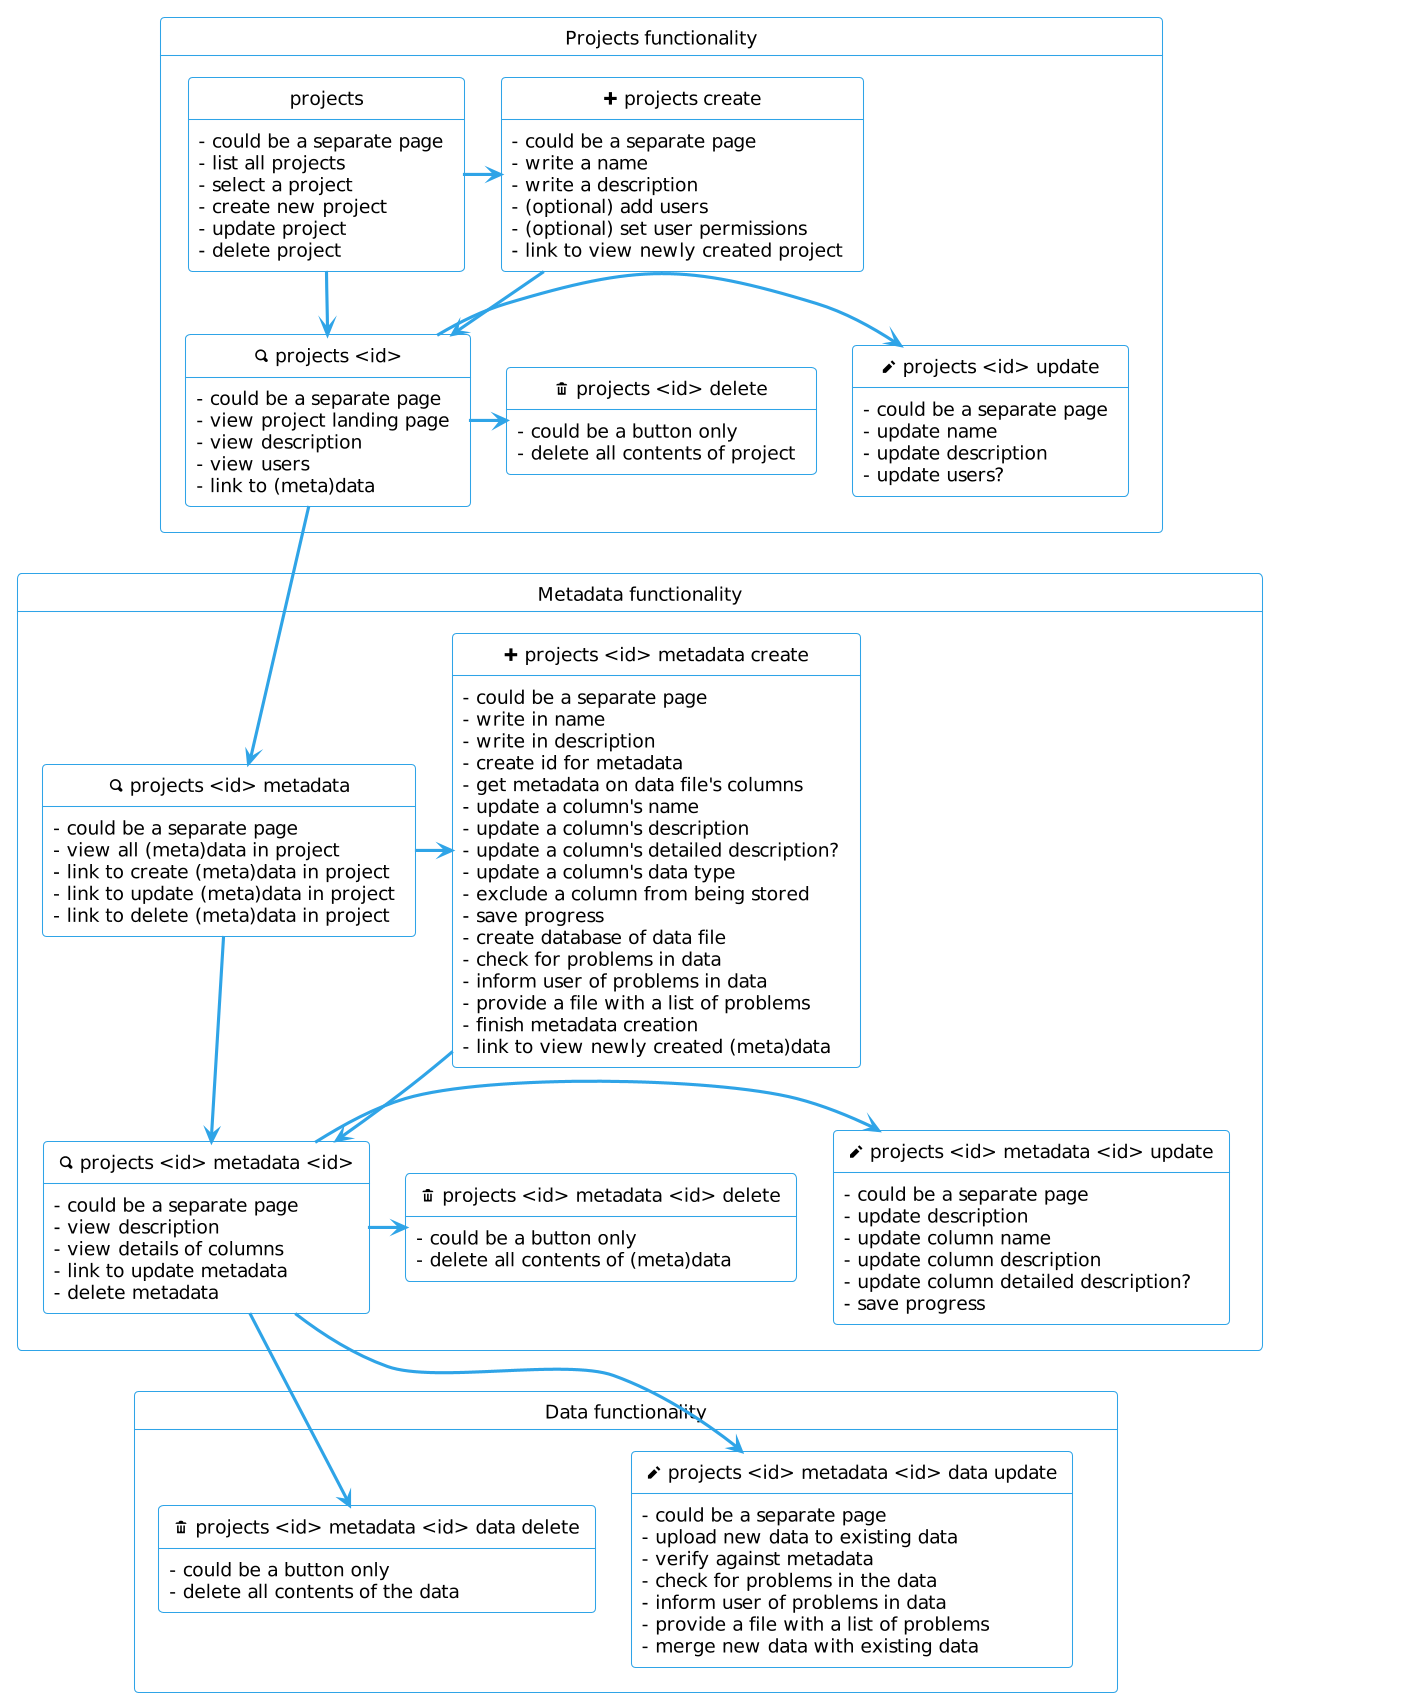 Projects functionality
projects
- could be a separate page
- list all projects
- select a project
- create new project
- update project
- delete project
projects create
- could be a separate page
- write a name
- write a description
- (optional) add users
- (optional) set user permissions
- link to view newly created project
projects <id>
- could be a separate page
- view project landing page
- view description
- view users
- link to (meta)data
projects <id> delete
- could be a button only
- delete all contents of project
projects <id> update
- could be a separate page
- update name
- update description
- update users?
Metadata functionality
projects <id> metadata create
- could be a separate page
- write in name
- write in description
- create id for metadata
- get metadata on data file's columns
- update a column's name
- update a column's description
- update a column's detailed description?
- update a column's data type
- exclude a column from being stored
- save progress
- create database of data file
- check for problems in data
- inform user of problems in data
- provide a file with a list of problems
- finish metadata creation
- link to view newly created (meta)data
projects <id> metadata
- could be a separate page
- view all (meta)data in project
- link to create (meta)data in project
- link to update (meta)data in project
- link to delete (meta)data in project
projects <id> metadata <id>
- could be a separate page
- view description
- view details of columns
- link to update metadata
- delete metadata
projects <id> metadata <id> delete
- could be a button only
- delete all contents of (meta)data
projects <id> metadata <id> update
- could be a separate page
- update description
- update column name
- update column description
- update column detailed description?
- save progress
Data functionality
projects <id> metadata <id> data delete
- could be a button only
- delete all contents of the data
projects <id> metadata <id> data update
- could be a separate page
- upload new data to existing data
- verify against metadata
- check for problems in the data
- inform user of problems in data
- provide a file with a list of problems
- merge new data with existing data